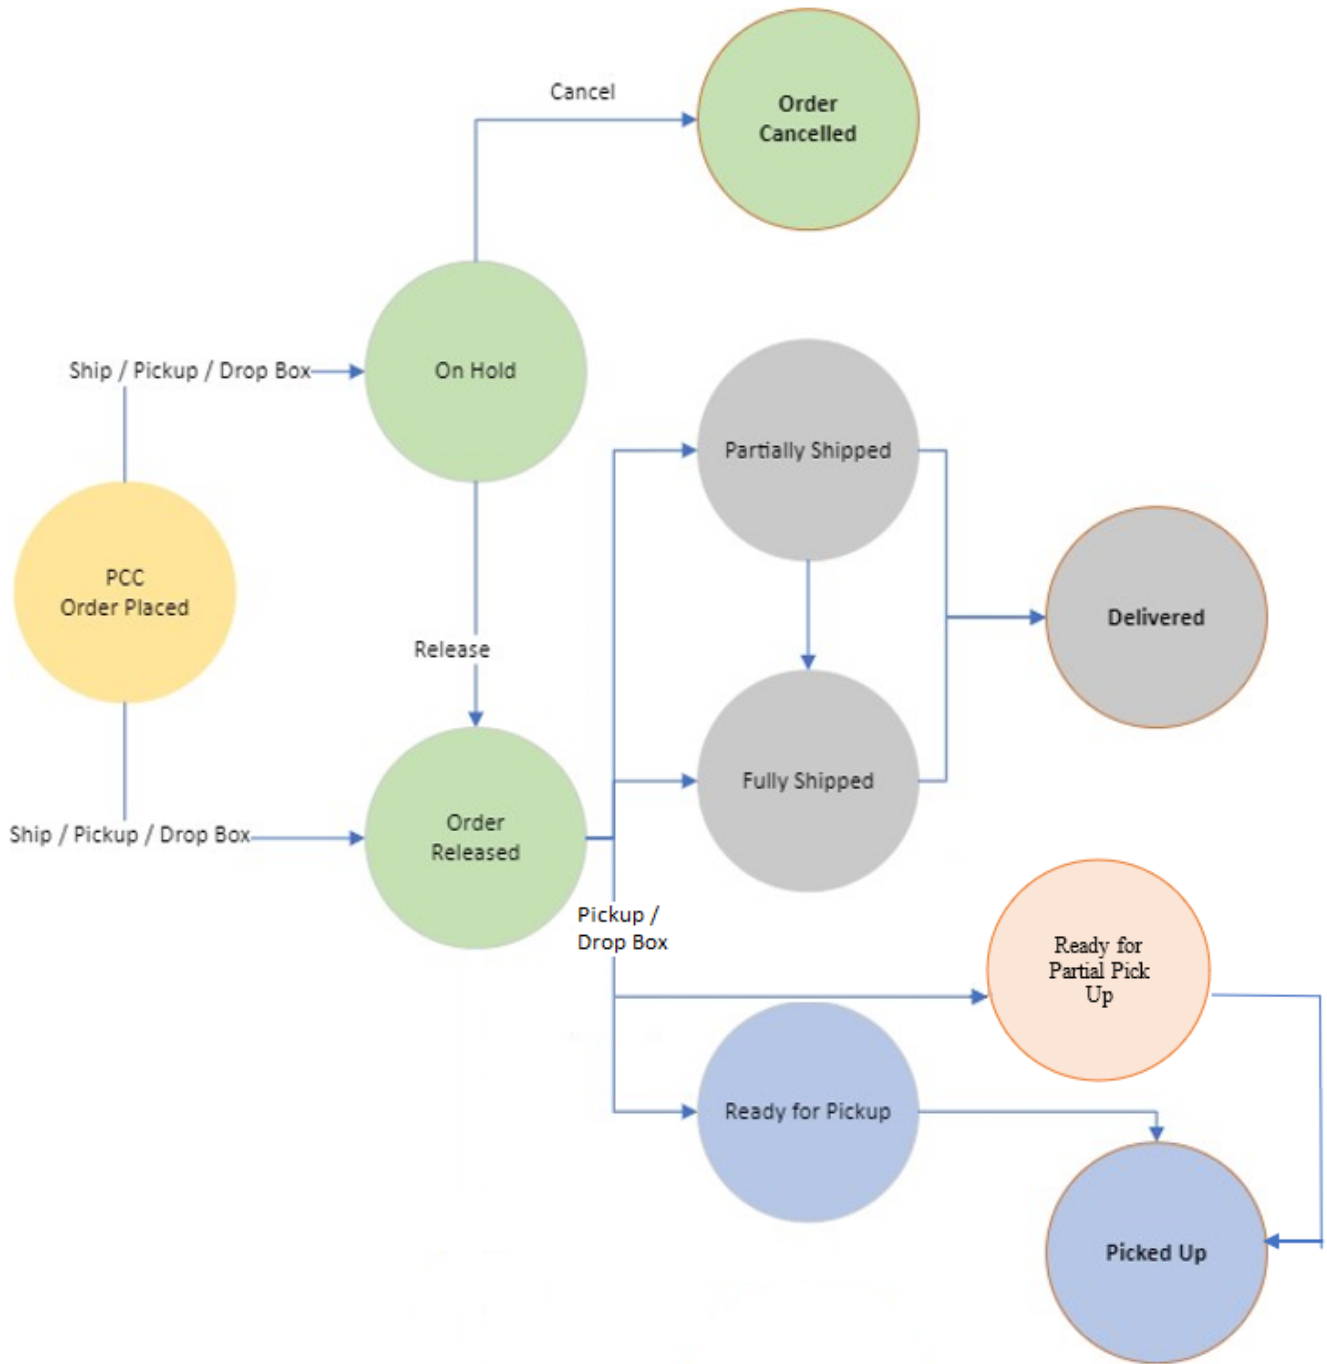 Cancel
Order
Cancelled
Ship / Pickup / Drop Box
On Hold
Partially Shipped
PCC
Order Placed
Delivered
Release
Fully Shipped
Ship / Pickup / Drop Box
Order
Released
Pickup /
Drop Box
Ready for
Partial Pick
Up
Ready for Pickup
Picked Up